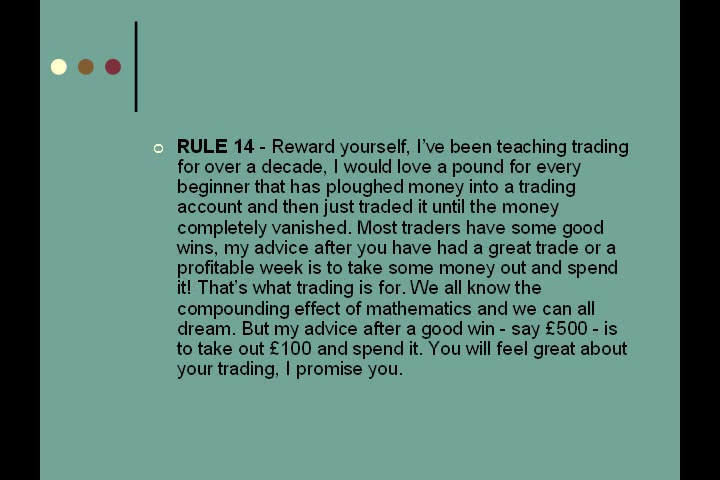 RULE 14 - Reward yourself, I've been teaching trading
for over a decade, I would love a pound for every
beginner that has ploughed money into a trading
account and then just traded it until the money
completely vanished. Most traders have some good
wins, my advice after you have had a great trade or a
profitable week is to take some money out and spend
it! That's what trading is for. We all know the
compounding effect of mathematics and we can all
dream. But my advice after a good win - say £500 - is
to take out £100 and spend it. You will feel great about
your trading, I promise you.